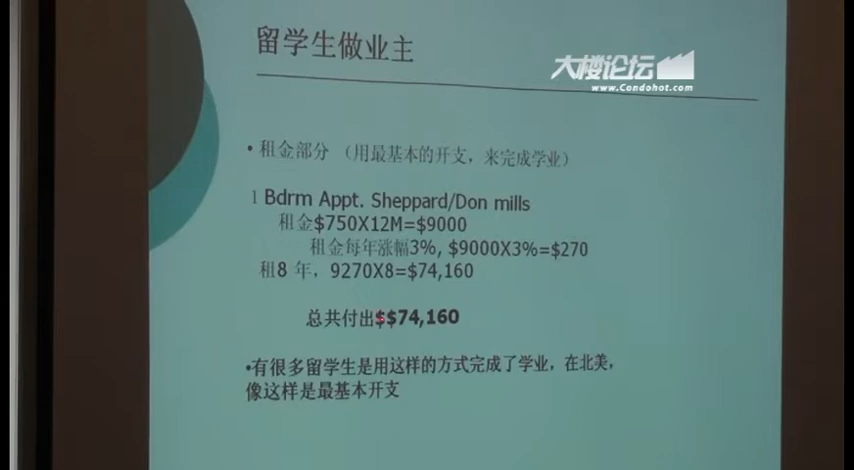 留学生做业主
大楼论坛
www.Condohot.com
• 租金部分 （用最基本的开支，来完成学业）
1 Bdrm Appt. Sheppard/Don mills
租金$750X12M=$9000
租金每年涨幅3%, $9000X3%=$270
租8 年，9270X8=$74,160
总共付出$$74,160
•有很多留学生是用这样的方式完成了学业，在北美，
像这样是最基本开支